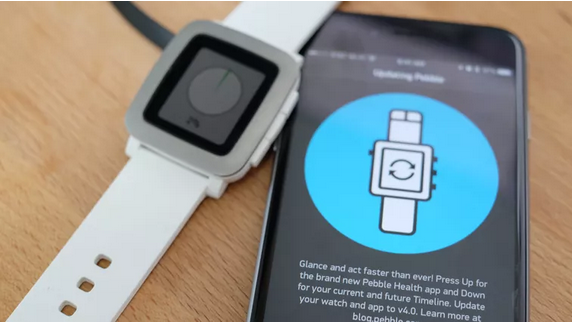 Updating Pebble
Glance and act faster than ever! Press Up for
the brand new Pebble Health app and Down
for your current and future Timeline. Update
your watch and app to v4.0. Learn more at
blog.pebble